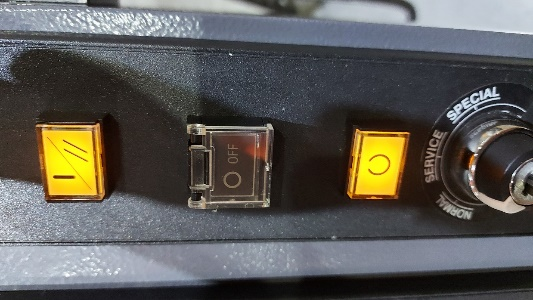 OFF
SPECIAL
SERVICE
NORMAL